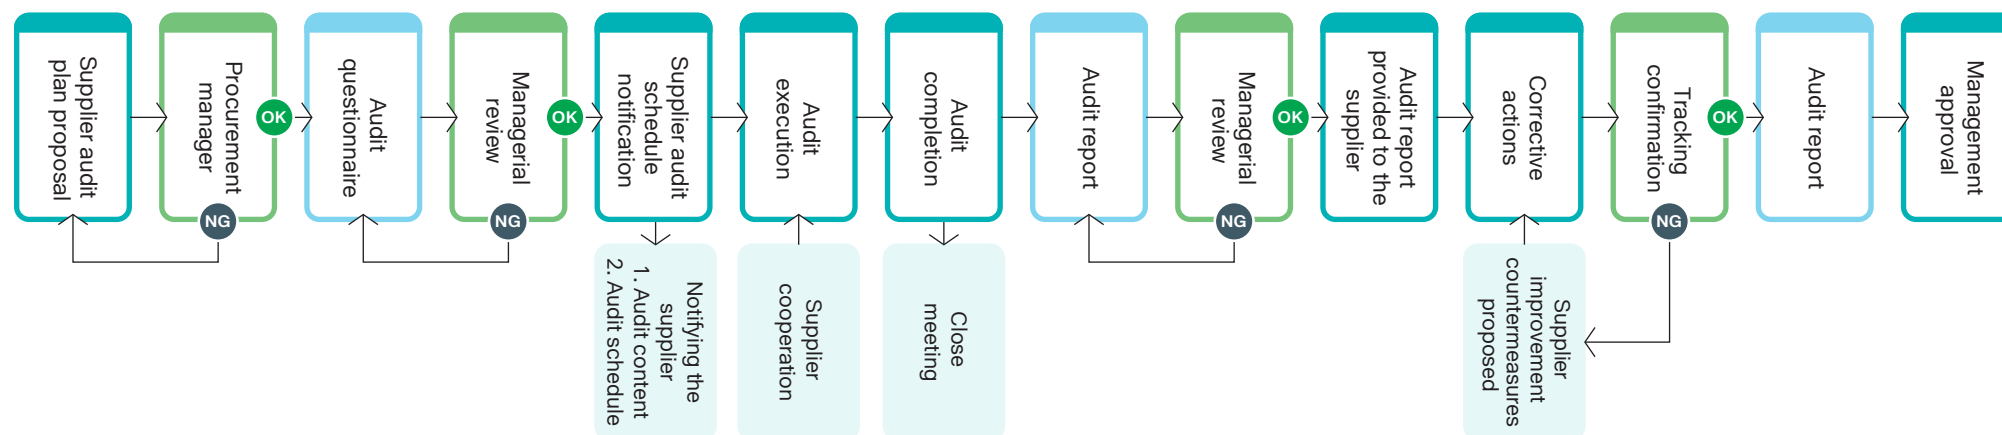 Supplier audit
plan proposal
Procurement
manager
OK
NG
Audit
questionnaire
Managerial
review
OK
NG
Supplier audit
schedule
notification
Notifying the
supplier
1. Audit content
2. Audit schedule
Audit
execution
Supplier
cooperation
Audit
completion
Close
meeting
Audit report
Managerial
review
OK
NG
Audit report
provided to the
supplier
Corrective
actions
Supplier
improvement
countermeasures
proposed
Tracking
confirmation
OK
NG
Audit report
Management
approval